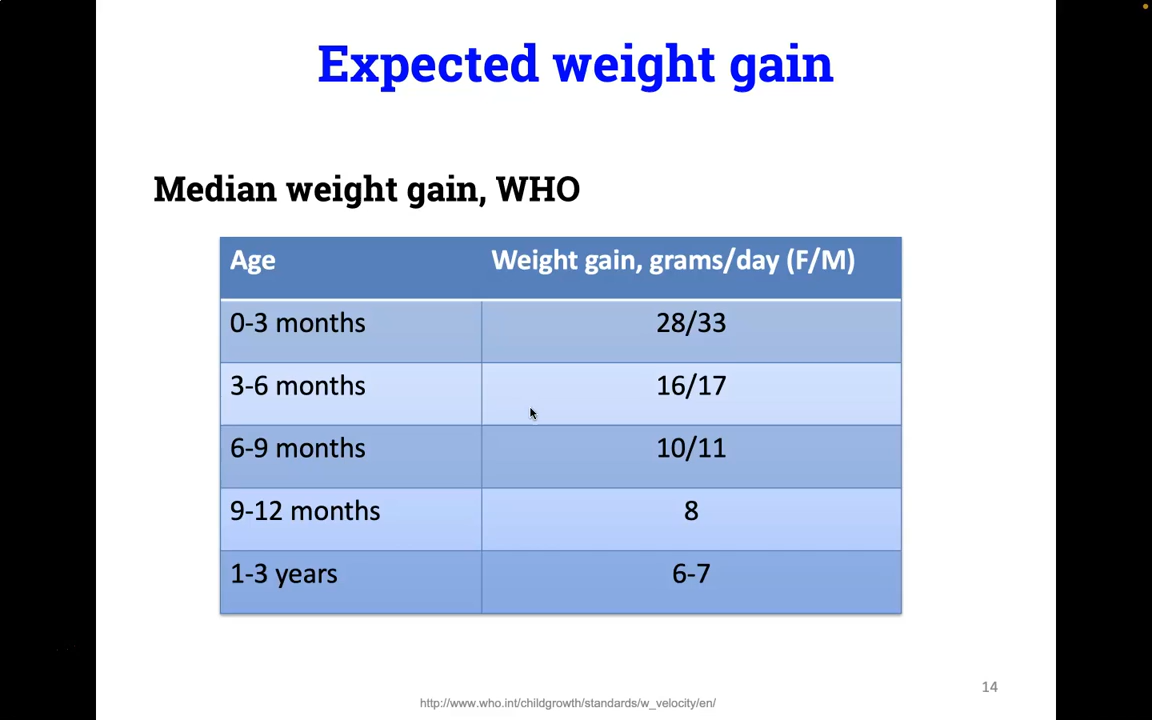 Expected weight gain
Median weight gain, WHO
Age Weight gain, grams/day (F/M)
0-3 months 28/33
3-6 months 16/17
6-9 months 10/11
9-12 months 8
1-3 years 6-7
14
http://www.who.int/childgrowth/standards/w_velocity/en/